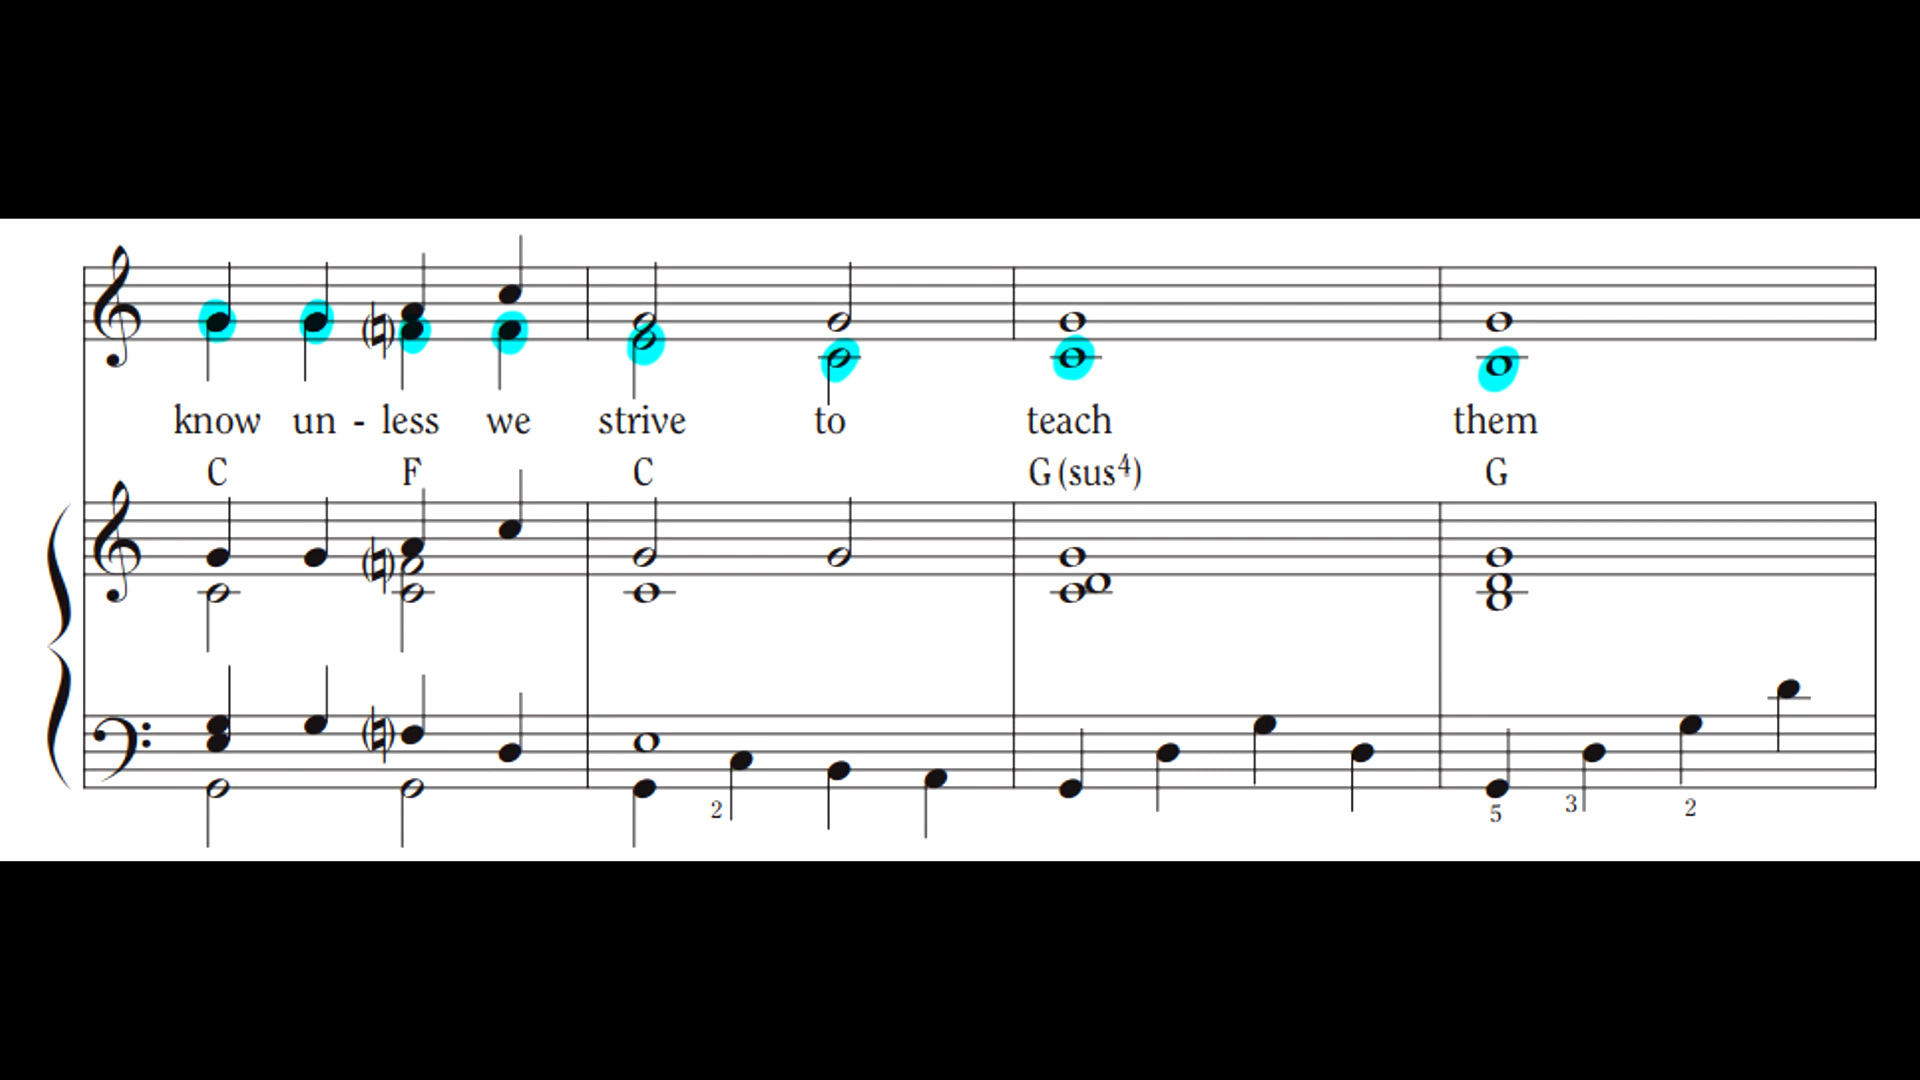 know un - less we strive to teach them
C F C G (sus4) G
2 5 3 2